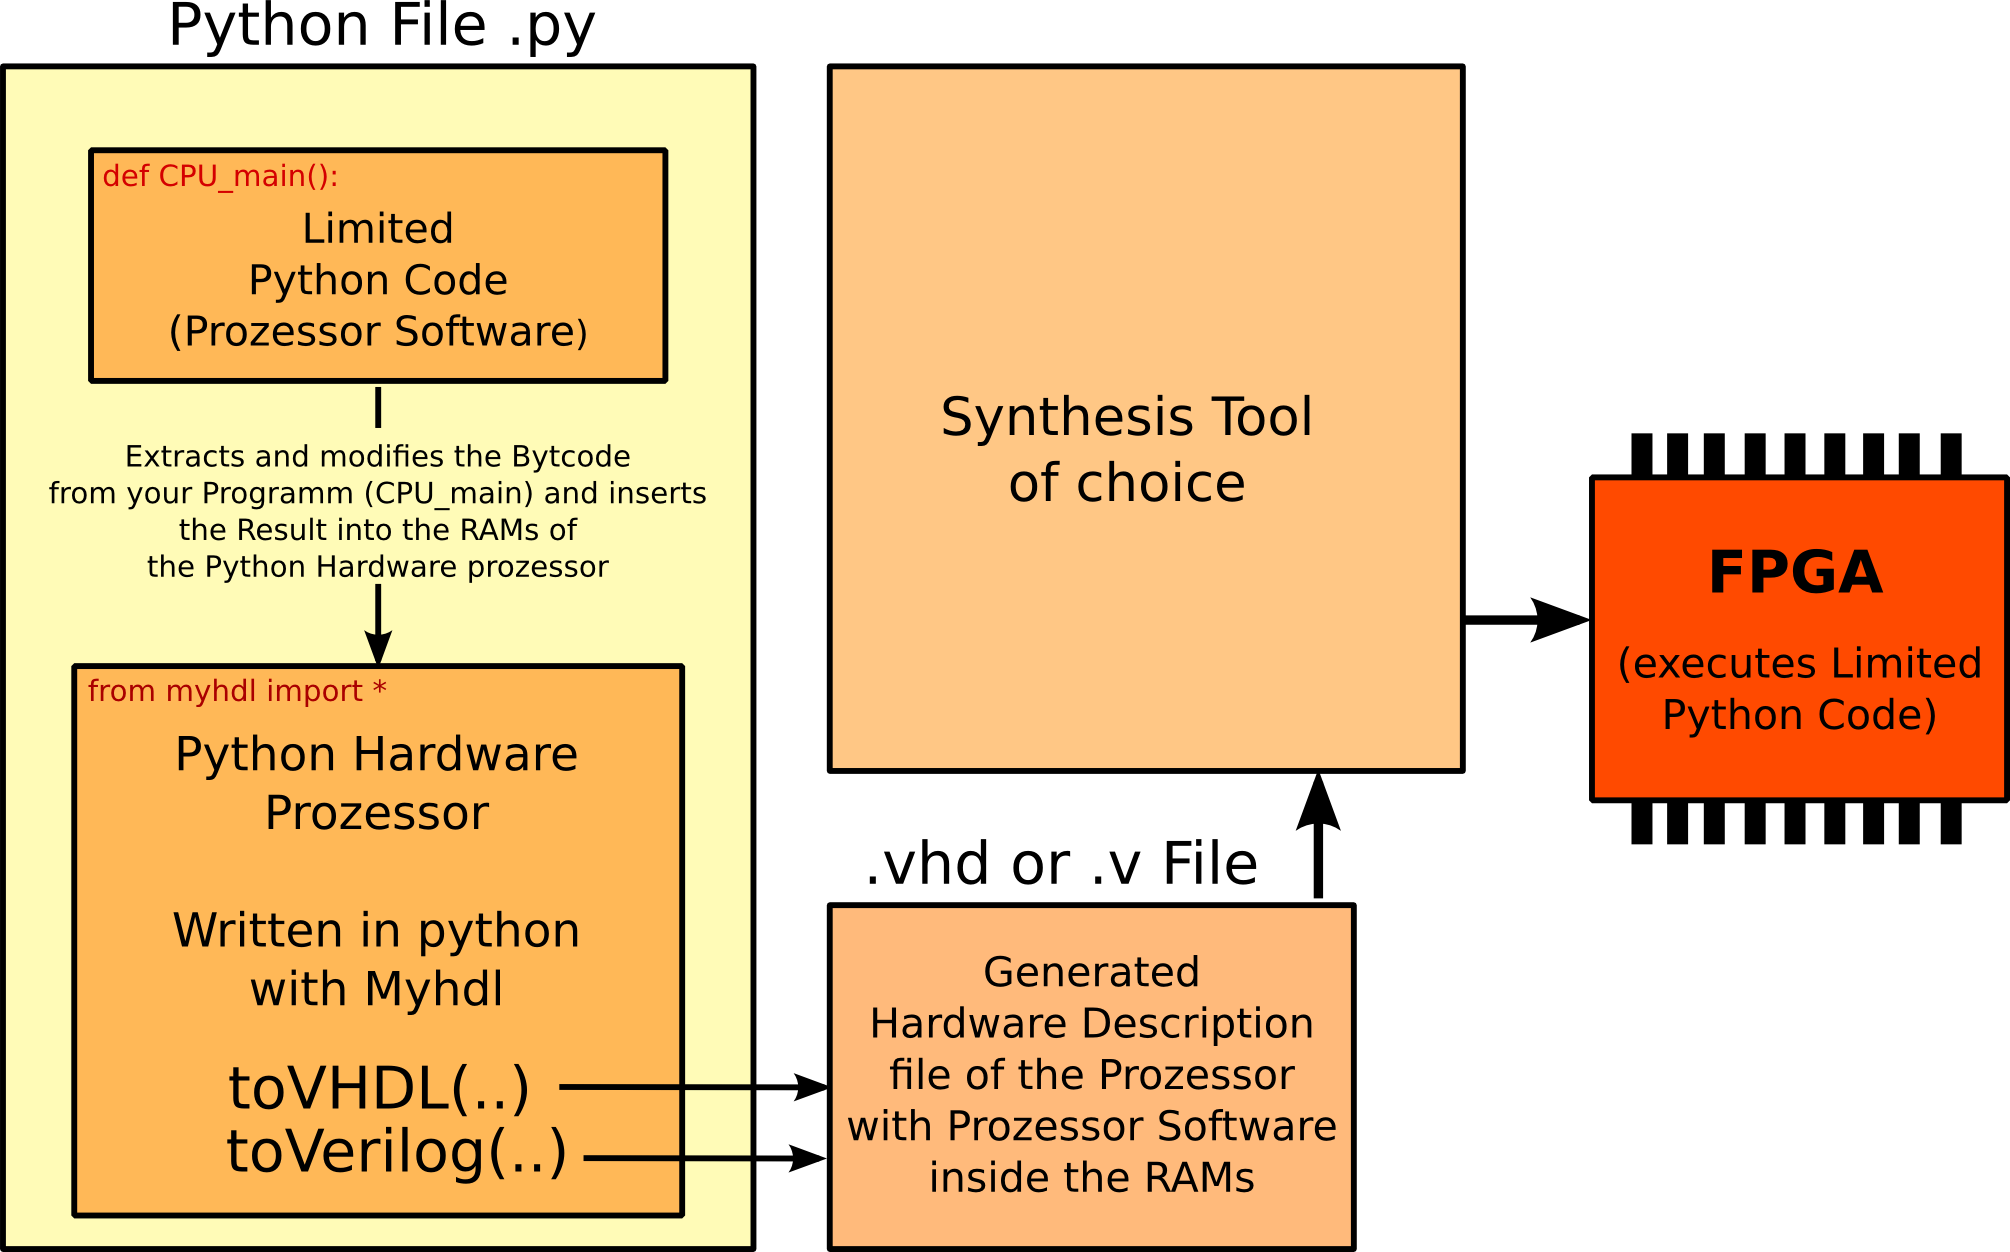 Python File .py
def CPU_main():
Limited
Python Code
(Prozessor Software)
Extracts and modifies the Bytcode
from your Programm (CPU_main) and inserts
the Result into the RAMs of
the Python Hardware prozessor
from myhdl import *
Python Hardware
Prozessor
Written in python
with Myhdl
toVHDL(..)
toVerilog(..)
.vhd or .v File
Generated
Hardware Description
file of the Prozessor
with Prozessor Software
inside the RAMs
Synthesis Tool
of choice
FPGA
(executes Limited
Python Code)